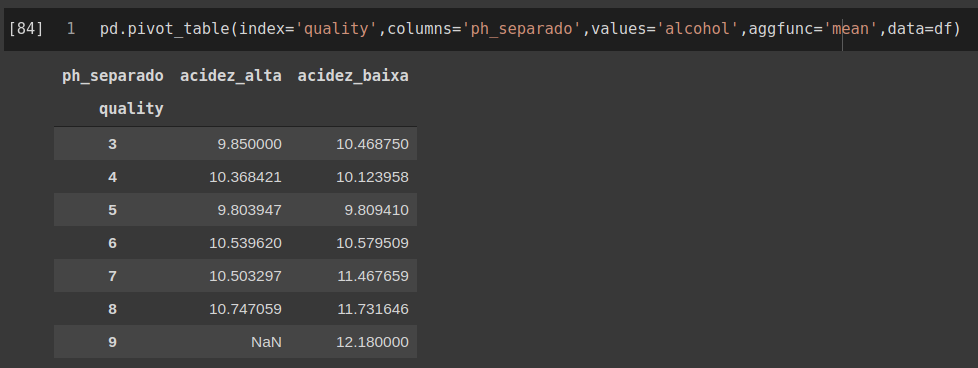 [84] 1 pd.pivot_table(index='quality',columns='ph_separado',values='alcohol',aggfunc='mean',data=df)
ph_separado acidez_alta acidez_baixa
quality
3 9.850000 10.468750
4 10.368421 10.123958
5 9.803947 9.809410
6 10.539620 10.579509
7 10.503297 11.467659
8 10.747059 11.731646
9 NaN 12.180000